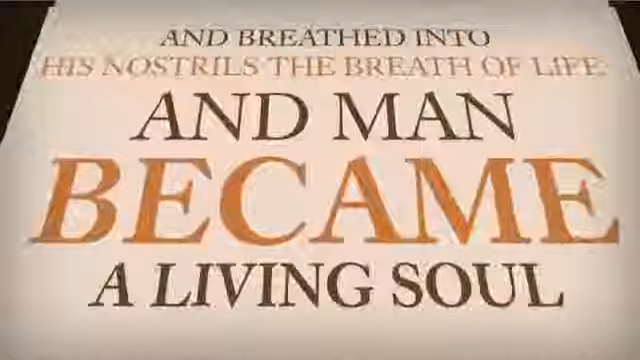 AND BREATHED INTO
HIS NOSTRILS THE BREATH OF LIFE
AND MAN
BECAME
A LIVING SOUL